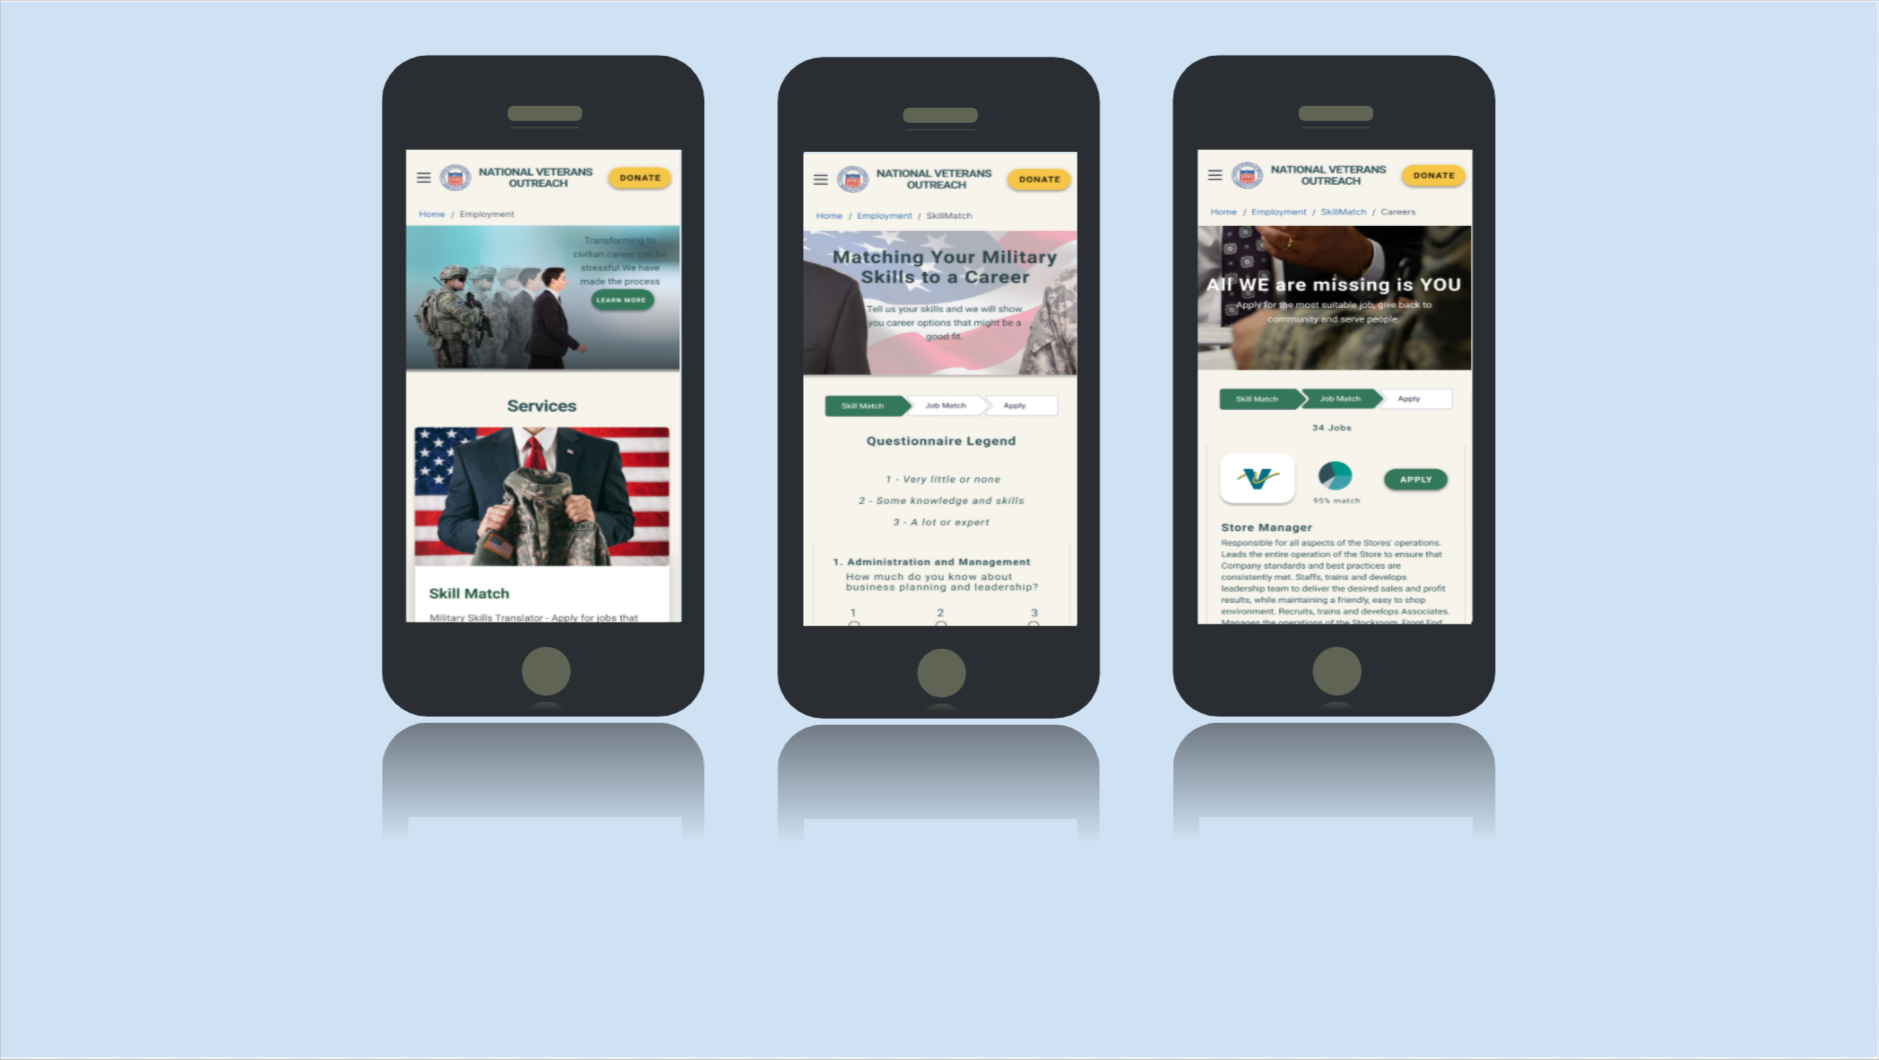 NATIONAL VETERANS
OUTREACH
DONATE
Home / Employment
Transforming to
civilian career can be
stressful.We have
made the process
LEARN MORE
Services
Skill Match
Military Skills Translator - Apply for jobs that
NATIONAL VETERANS
OUTREACH
DONATE
Home / Employment / SkillMatch
Matching Your Military
Skills to a Career
Tell us your skills and we will show
you career options that might be a
good fit.
Skill Match
Job Match
Apply
Questionnaire Legend
1 - Very little or none
2 - Some knowledge and skills
3 - A lot or expert
1. Administration and Management
How much do you know about
business planning and leadership?
1 2 3
NATIONAL VETERANS
OUTREACH
DONATE
Home / Employment / SkillMatch / Careers
All WE are missing is YOU
Apply for the most suitable job, give back to
community and serve people.
Skill Match
Job Match
Apply
34 Jobs
95% match
APPLY
Store Manager
Responsible for all aspects of the Stores' operations.
Leads the entire operation of the Store to ensure that
Company standards and best practices are
consistently met. Staffs, trains and develops
leadership team to deliver the desired sales and profit
results, while maintaining a friendly, easy to shop
environment. Recruits, trains and develops Associates.
Manages the operations of the Stockroom, Front End,